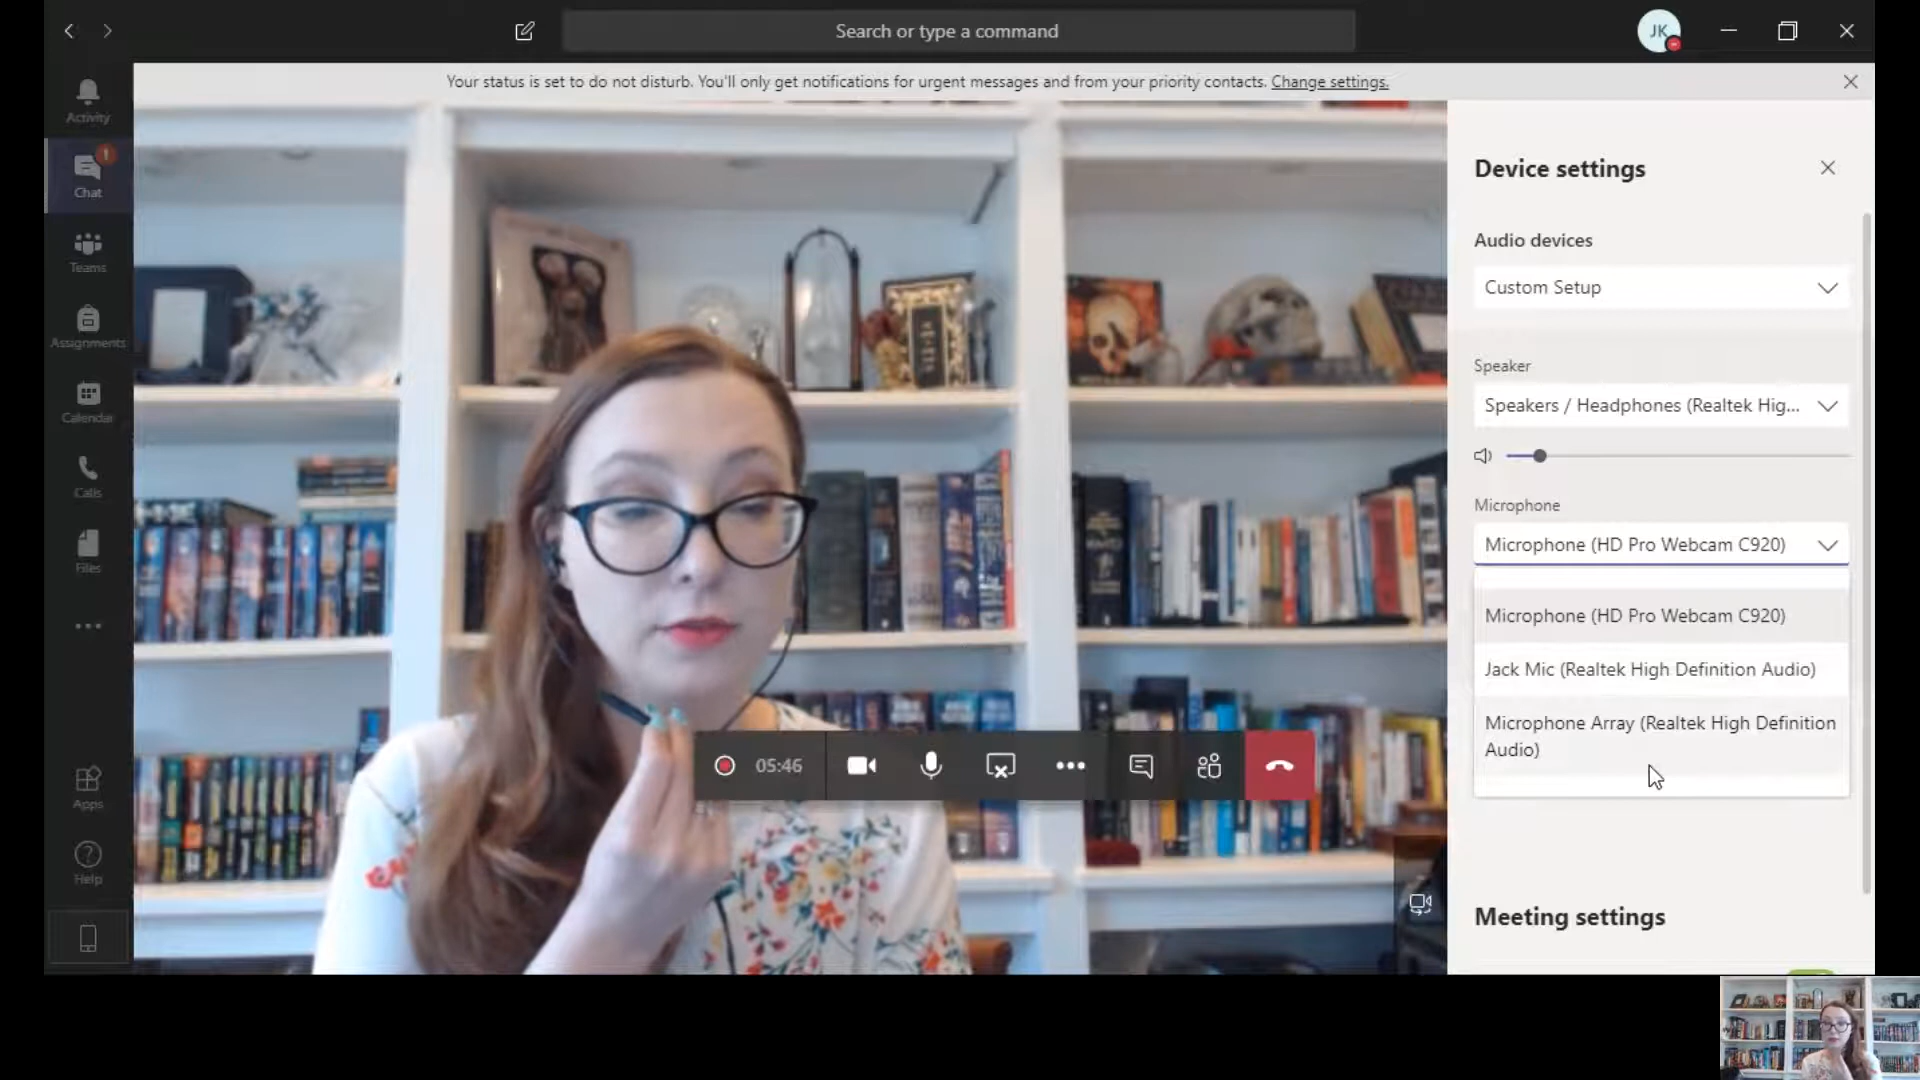 Search or type a command
JK
Your status is set to do not disturb. You'll only get notifications for urgent messages and from your priority contacts. Change settings.
Activity
Chat
Teams
Assignments
Calendar
Calls
Files
Apps
Help
05:46
Device settings
Audio devices
Custom Setup
Speaker
Speakers / Headphones (Realtek Hig...
Microphone
Microphone (HD Pro Webcam C920)
Microphone (HD Pro Webcam C920)
Jack Mic (Realtek High Definition Audio)
Microphone Array (Realtek High Definition
Audio)
Meeting settings